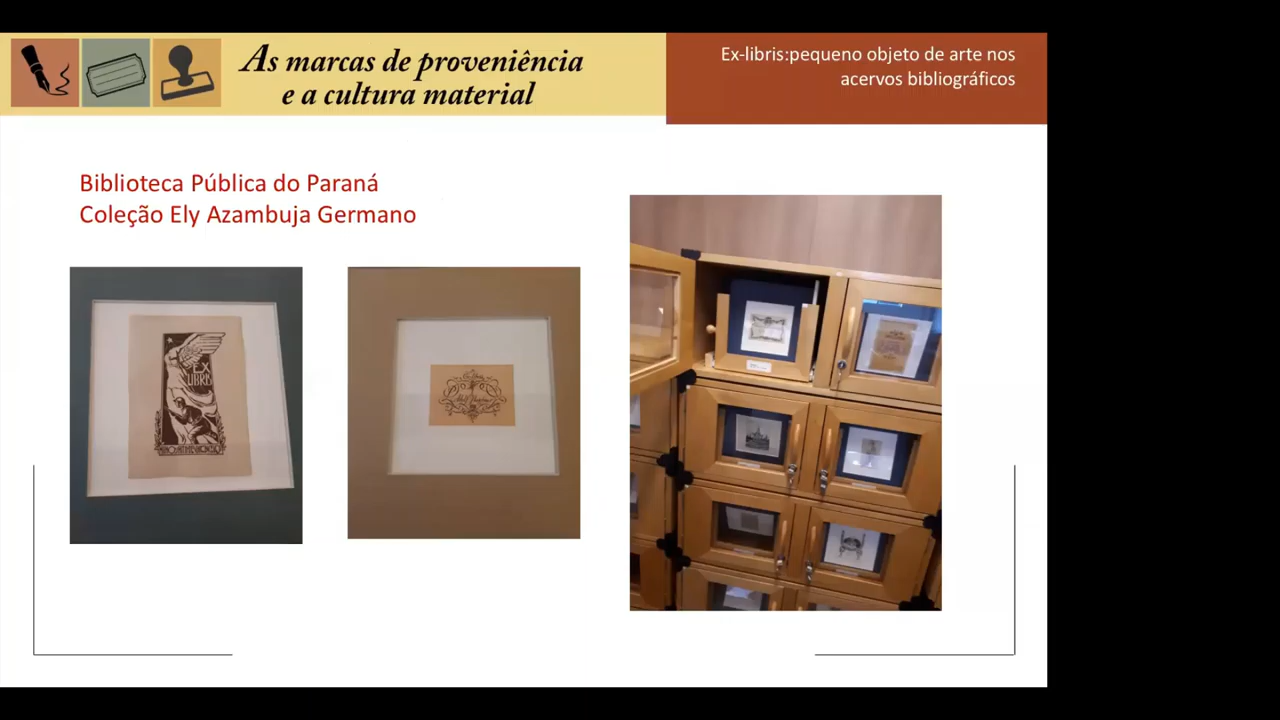 As marcas de proveniência
e a cultura material
Ex-libris:pequeno objeto de arte nos
acervos bibliográficos
Biblioteca Pública do Paraná
Coleção Ely Azambuja Germano
EX
LIBRIS